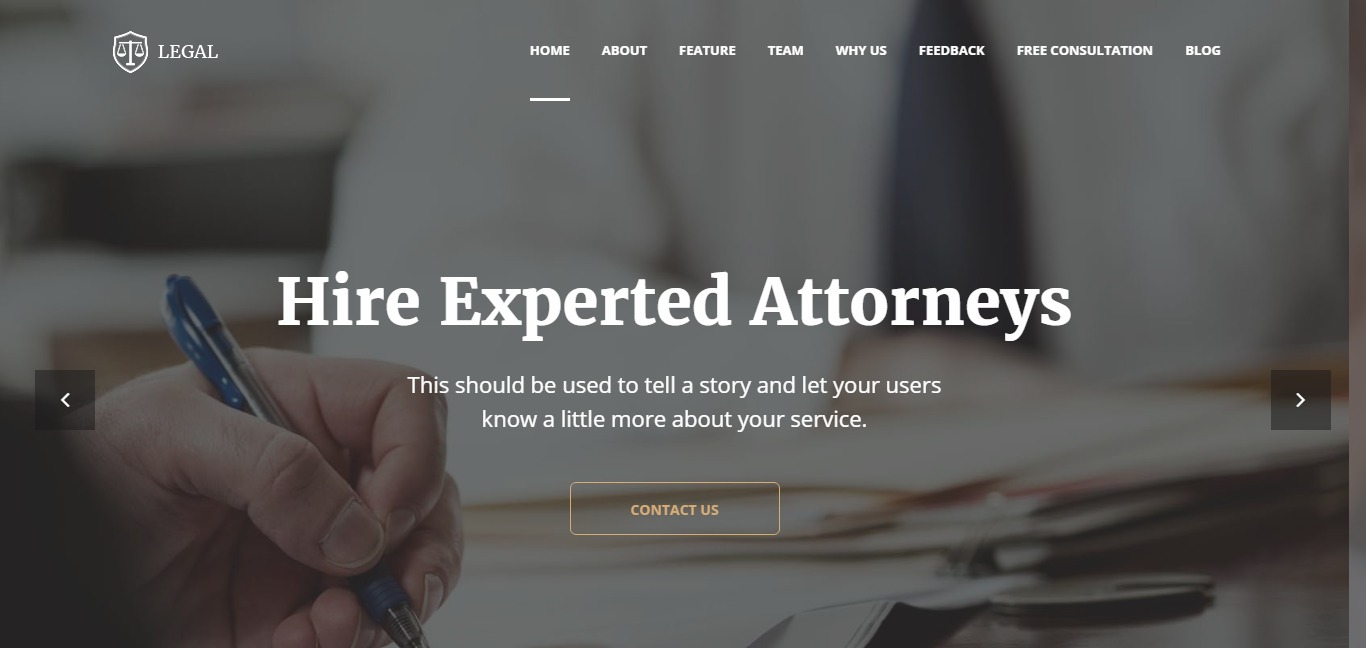 LEGAL
HOME ABOUT FEATURE TEAM WHY US FEEDBACK FREE CONSULTATION BLOG
Hire Experted Attorneys
This should be used to tell a story and let your users
know a little more about your service.
CONTACT US